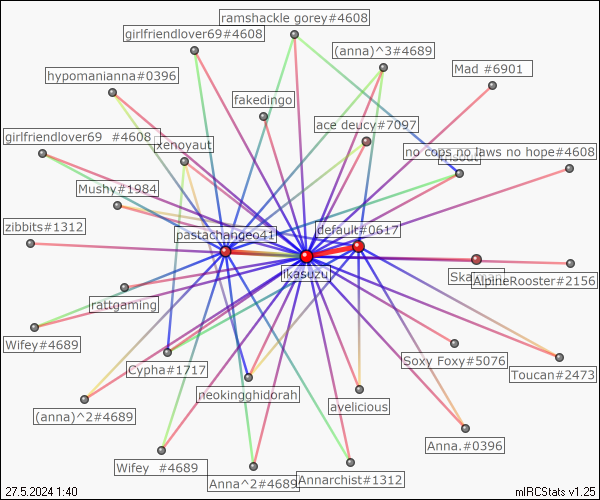 ramshackle gorey#4608
girlfriendlover69#4608
(anna)^3#4689
Mad #6901
hypomanianna#0396
fakedingo
ace deucy#7097
girlfriendlover69 #4608
xenoyaut
no cops no laws no hope#4608
Mushy#1984
zibbits#1312
pastachangeo41
default#0617
ikasuzu
AlpineRooster#2156
rattgaming
Wifey#4689
Cypha#1717
Soxy Foxy#5076
Toucan#2473
neokingghidorah
avelicious
(anna)^2#4689
Anna.#0396
Wifey #4689
Anna^2#4689
Annarchist#1312
27.5.2024 1:40
mIRCStats v1.25